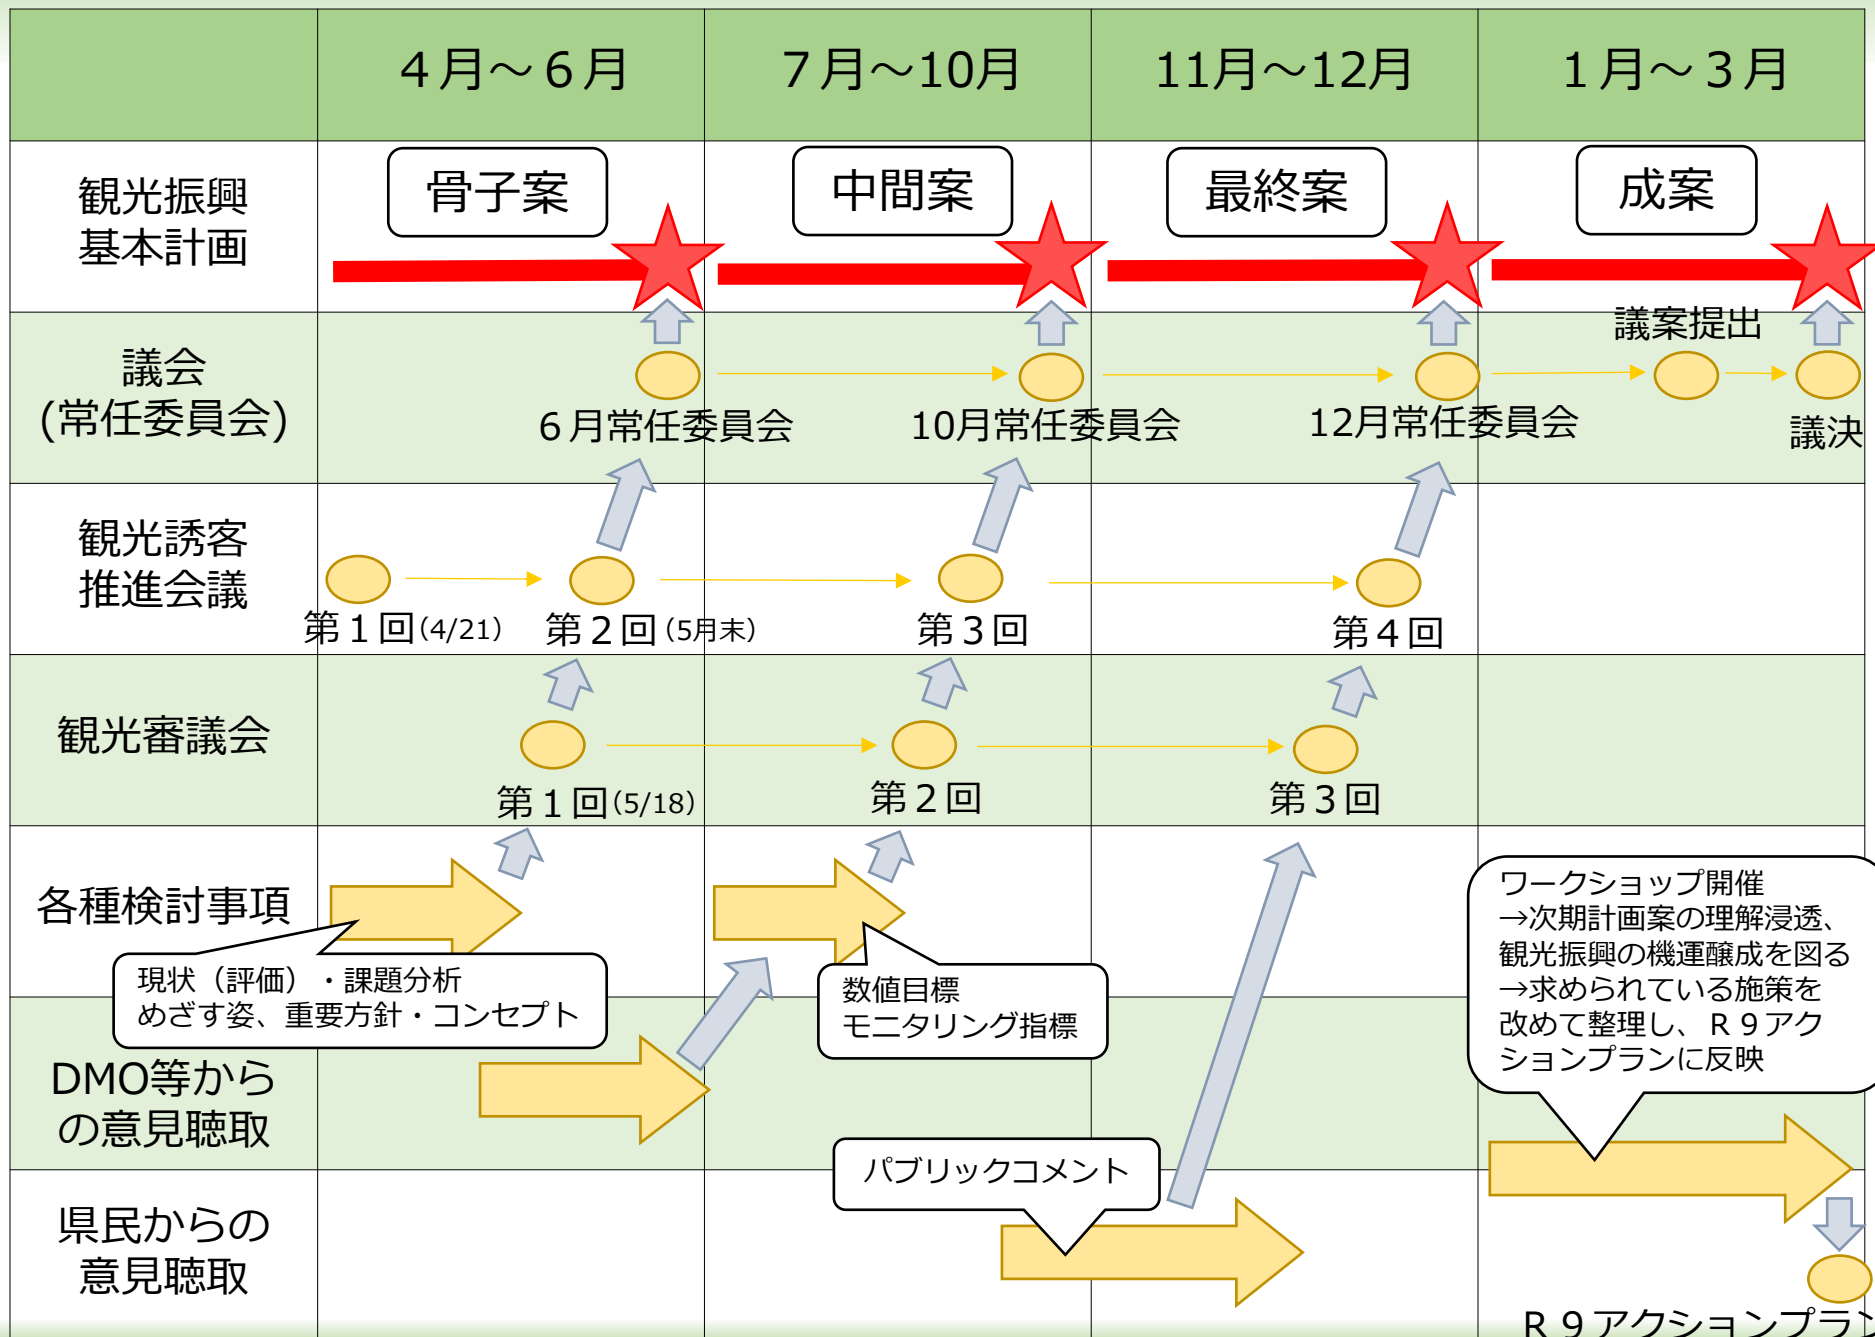 ４月～６月
７月～10月
11月～12月
１月～３月
観光振興
基本計画
骨子案
中間案
最終案
成案
議会
(常任委員会)
６月常任委員会
10月常任委員会
12月常任委員会
議案提出
議決
観光誘客
推進会議
第１回(4/21)
第２回(5月末)
第３回
第４回
観光審議会
第１回(5/18)
第２回
第３回
各種検討事項
現状（評価）・課題分析
めざす姿、重要方針・コンセプト
数値目標
モニタリング指標
ワークショップ開催
→次期計画案の理解浸透、
観光振興の機運醸成を図る
→求められている施策を
改めて整理し、Ｒ９アク
ションプランに反映
DMO等から
の意見聴取
パブリックコメント
県民からの
意見聴取
Ｒ９アクションプラン